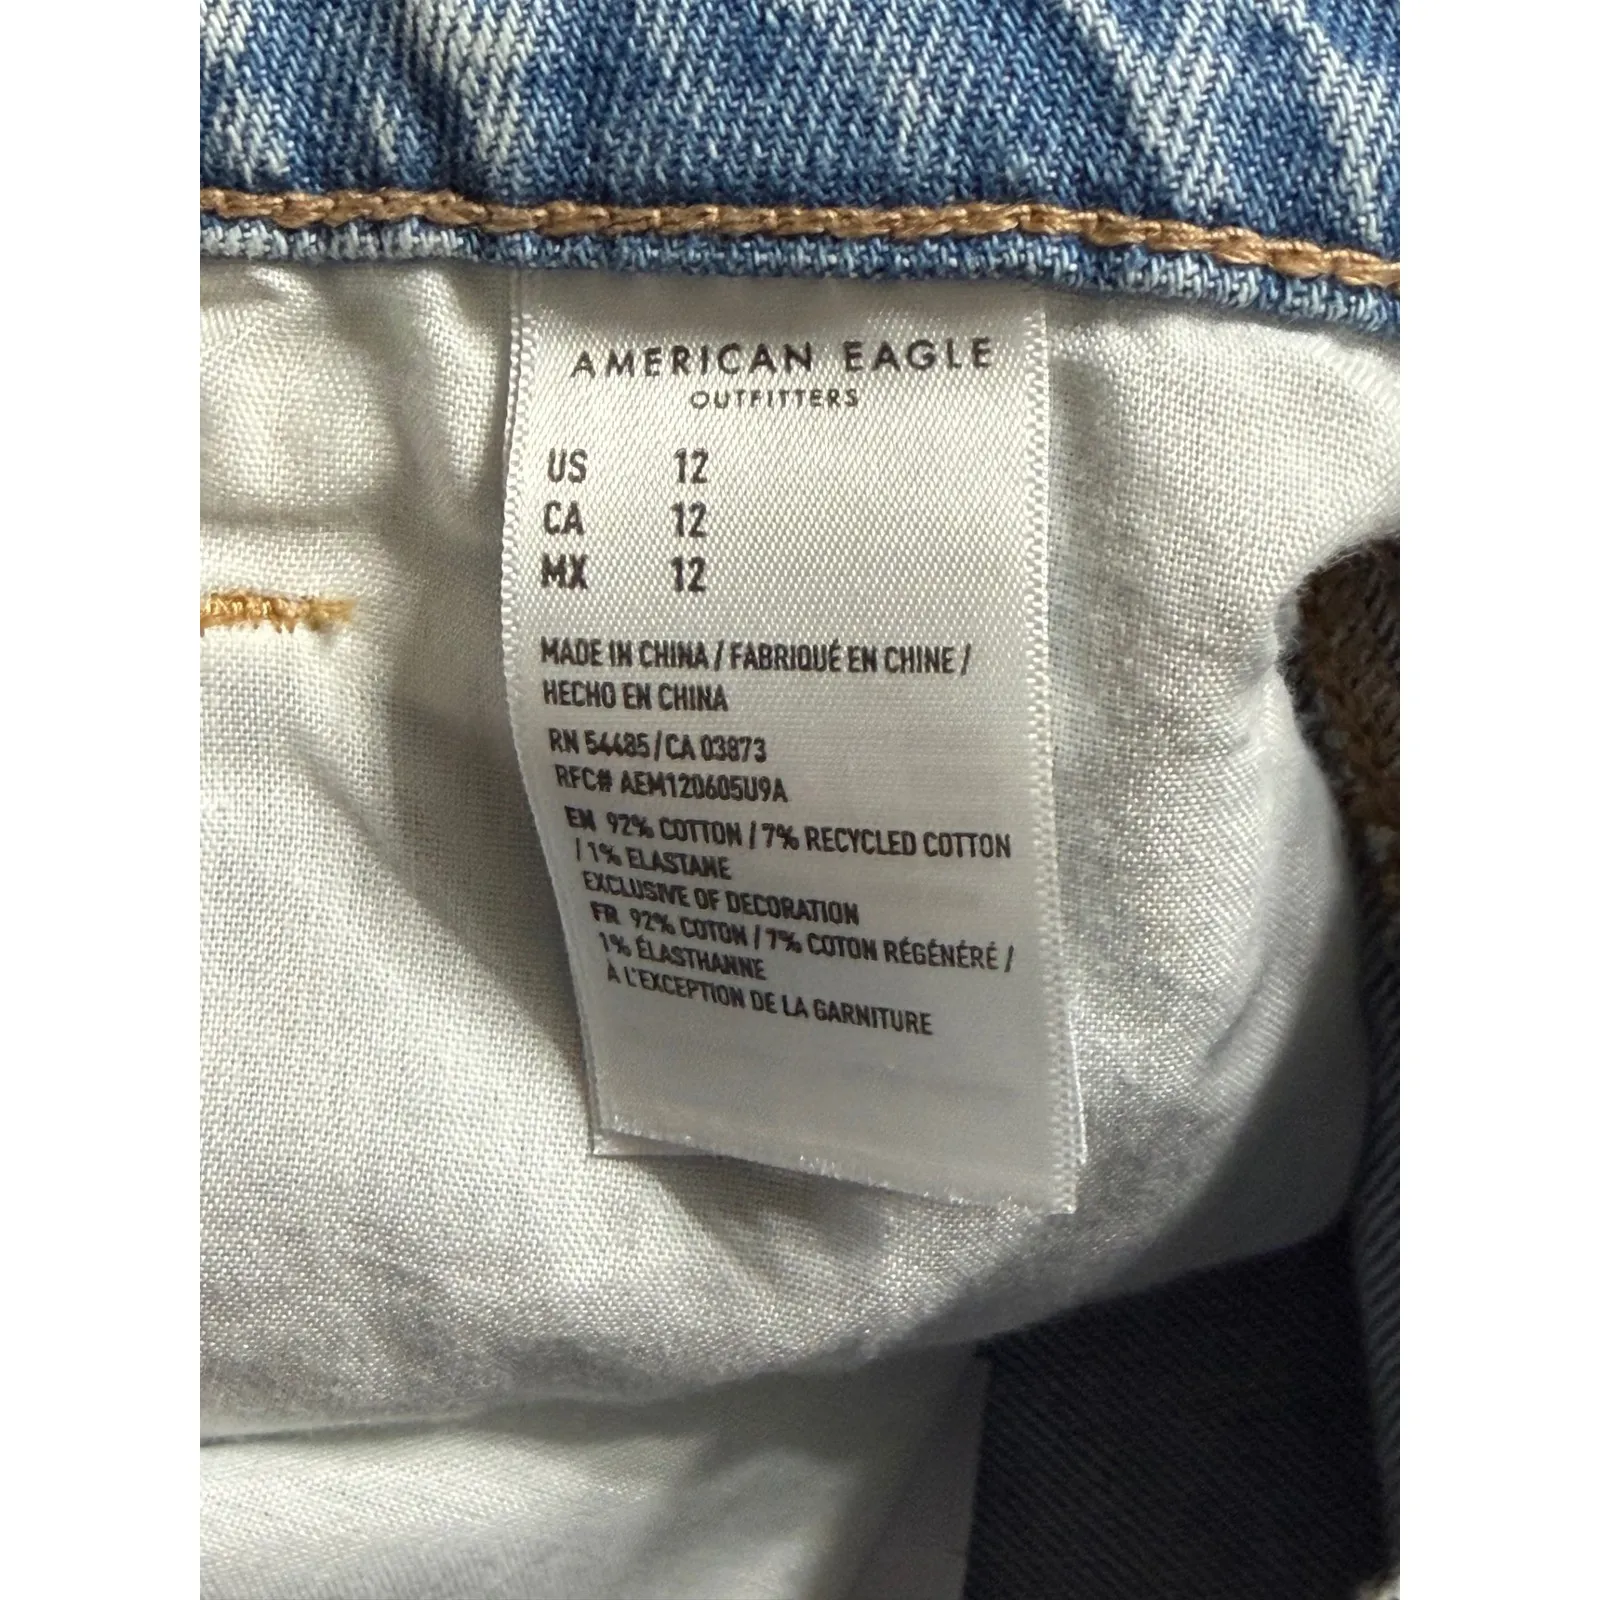 AMERICAN EAGLE
OUTFITTERS
US 12
CA 12
MX 12
MADE IN CHINA / FABRIQUÉ EN CHINE /
HECHO EN CHINA
RN 54485 / CA 03873
RFC# AEM120605U9A
EN 92% COTTON / 7% RECYCLED COTTON
/ 1% ELASTANE
EXCLUSIVE OF DECORATION
FR 92% COTON / 7% COTON RÉGÉNÉRÉ /
1% ÉLASTHANNE
À L'EXCEPTION DE LA GARNITURE